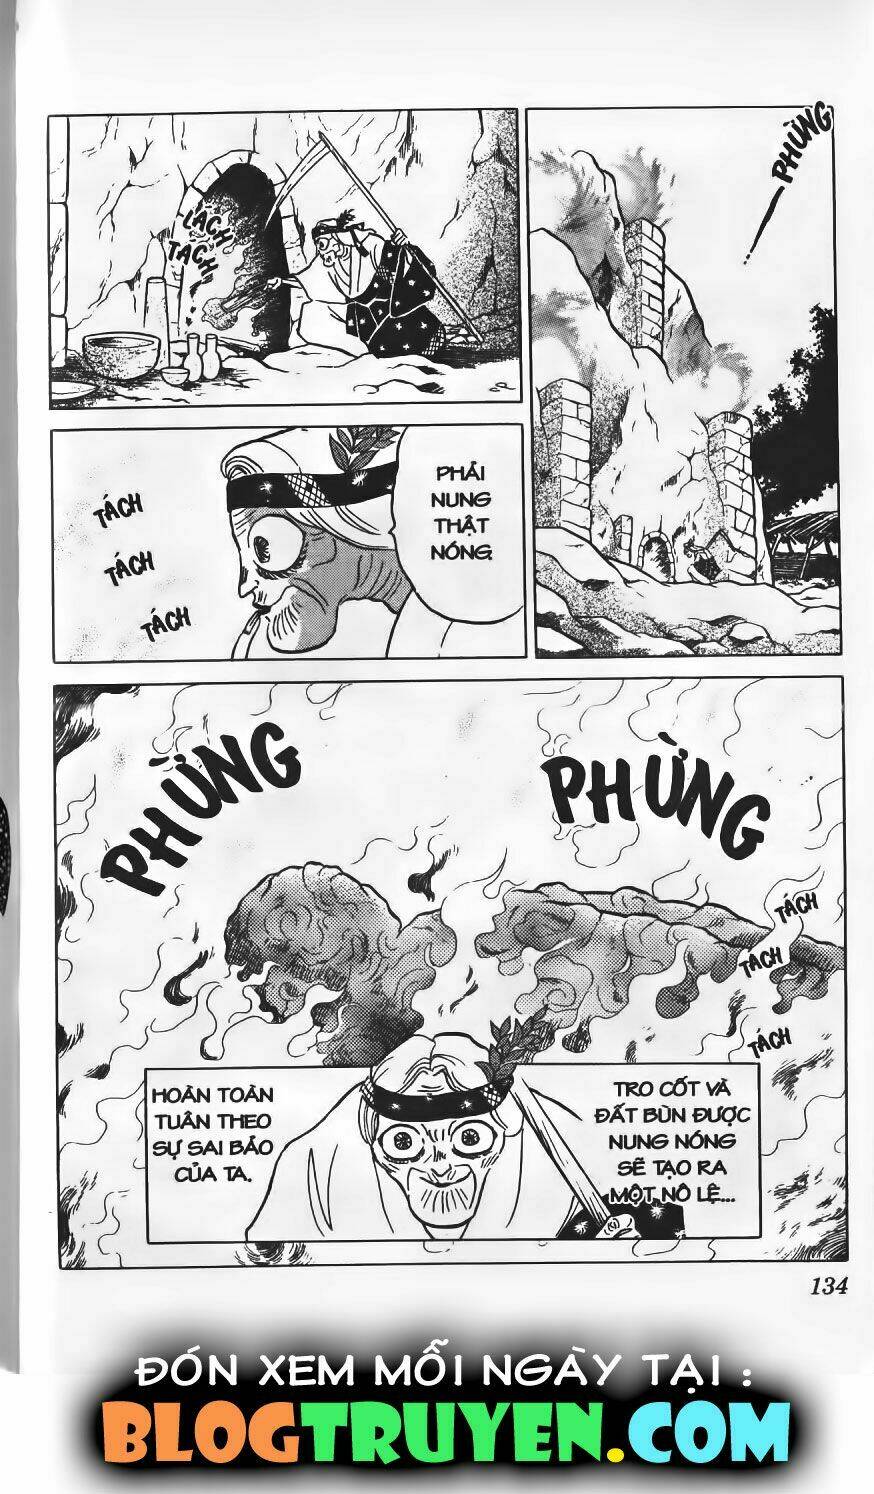 PHỪNG
LÁCH
TÁCH
PHẢI
NUNG
THẬT
NÓNG.
TÁCH
TÁCH
TÁCH
PHỪNG
PHỪNG
TÁCH
TÁCH
TÁCH
TRO CỐT VÀ
ĐẤT BÙN ĐƯỢC
NUNG NÓNG
SẼ TẠO RA
MỘT NÔ LỆ...
HOÀN TOÀN
TUÂN THEO
SỰ SAI BẢO
CỦA TA.
134
ĐÓN XEM MỖI NGÀY TẠI :
BLOGTRUYEN.COM